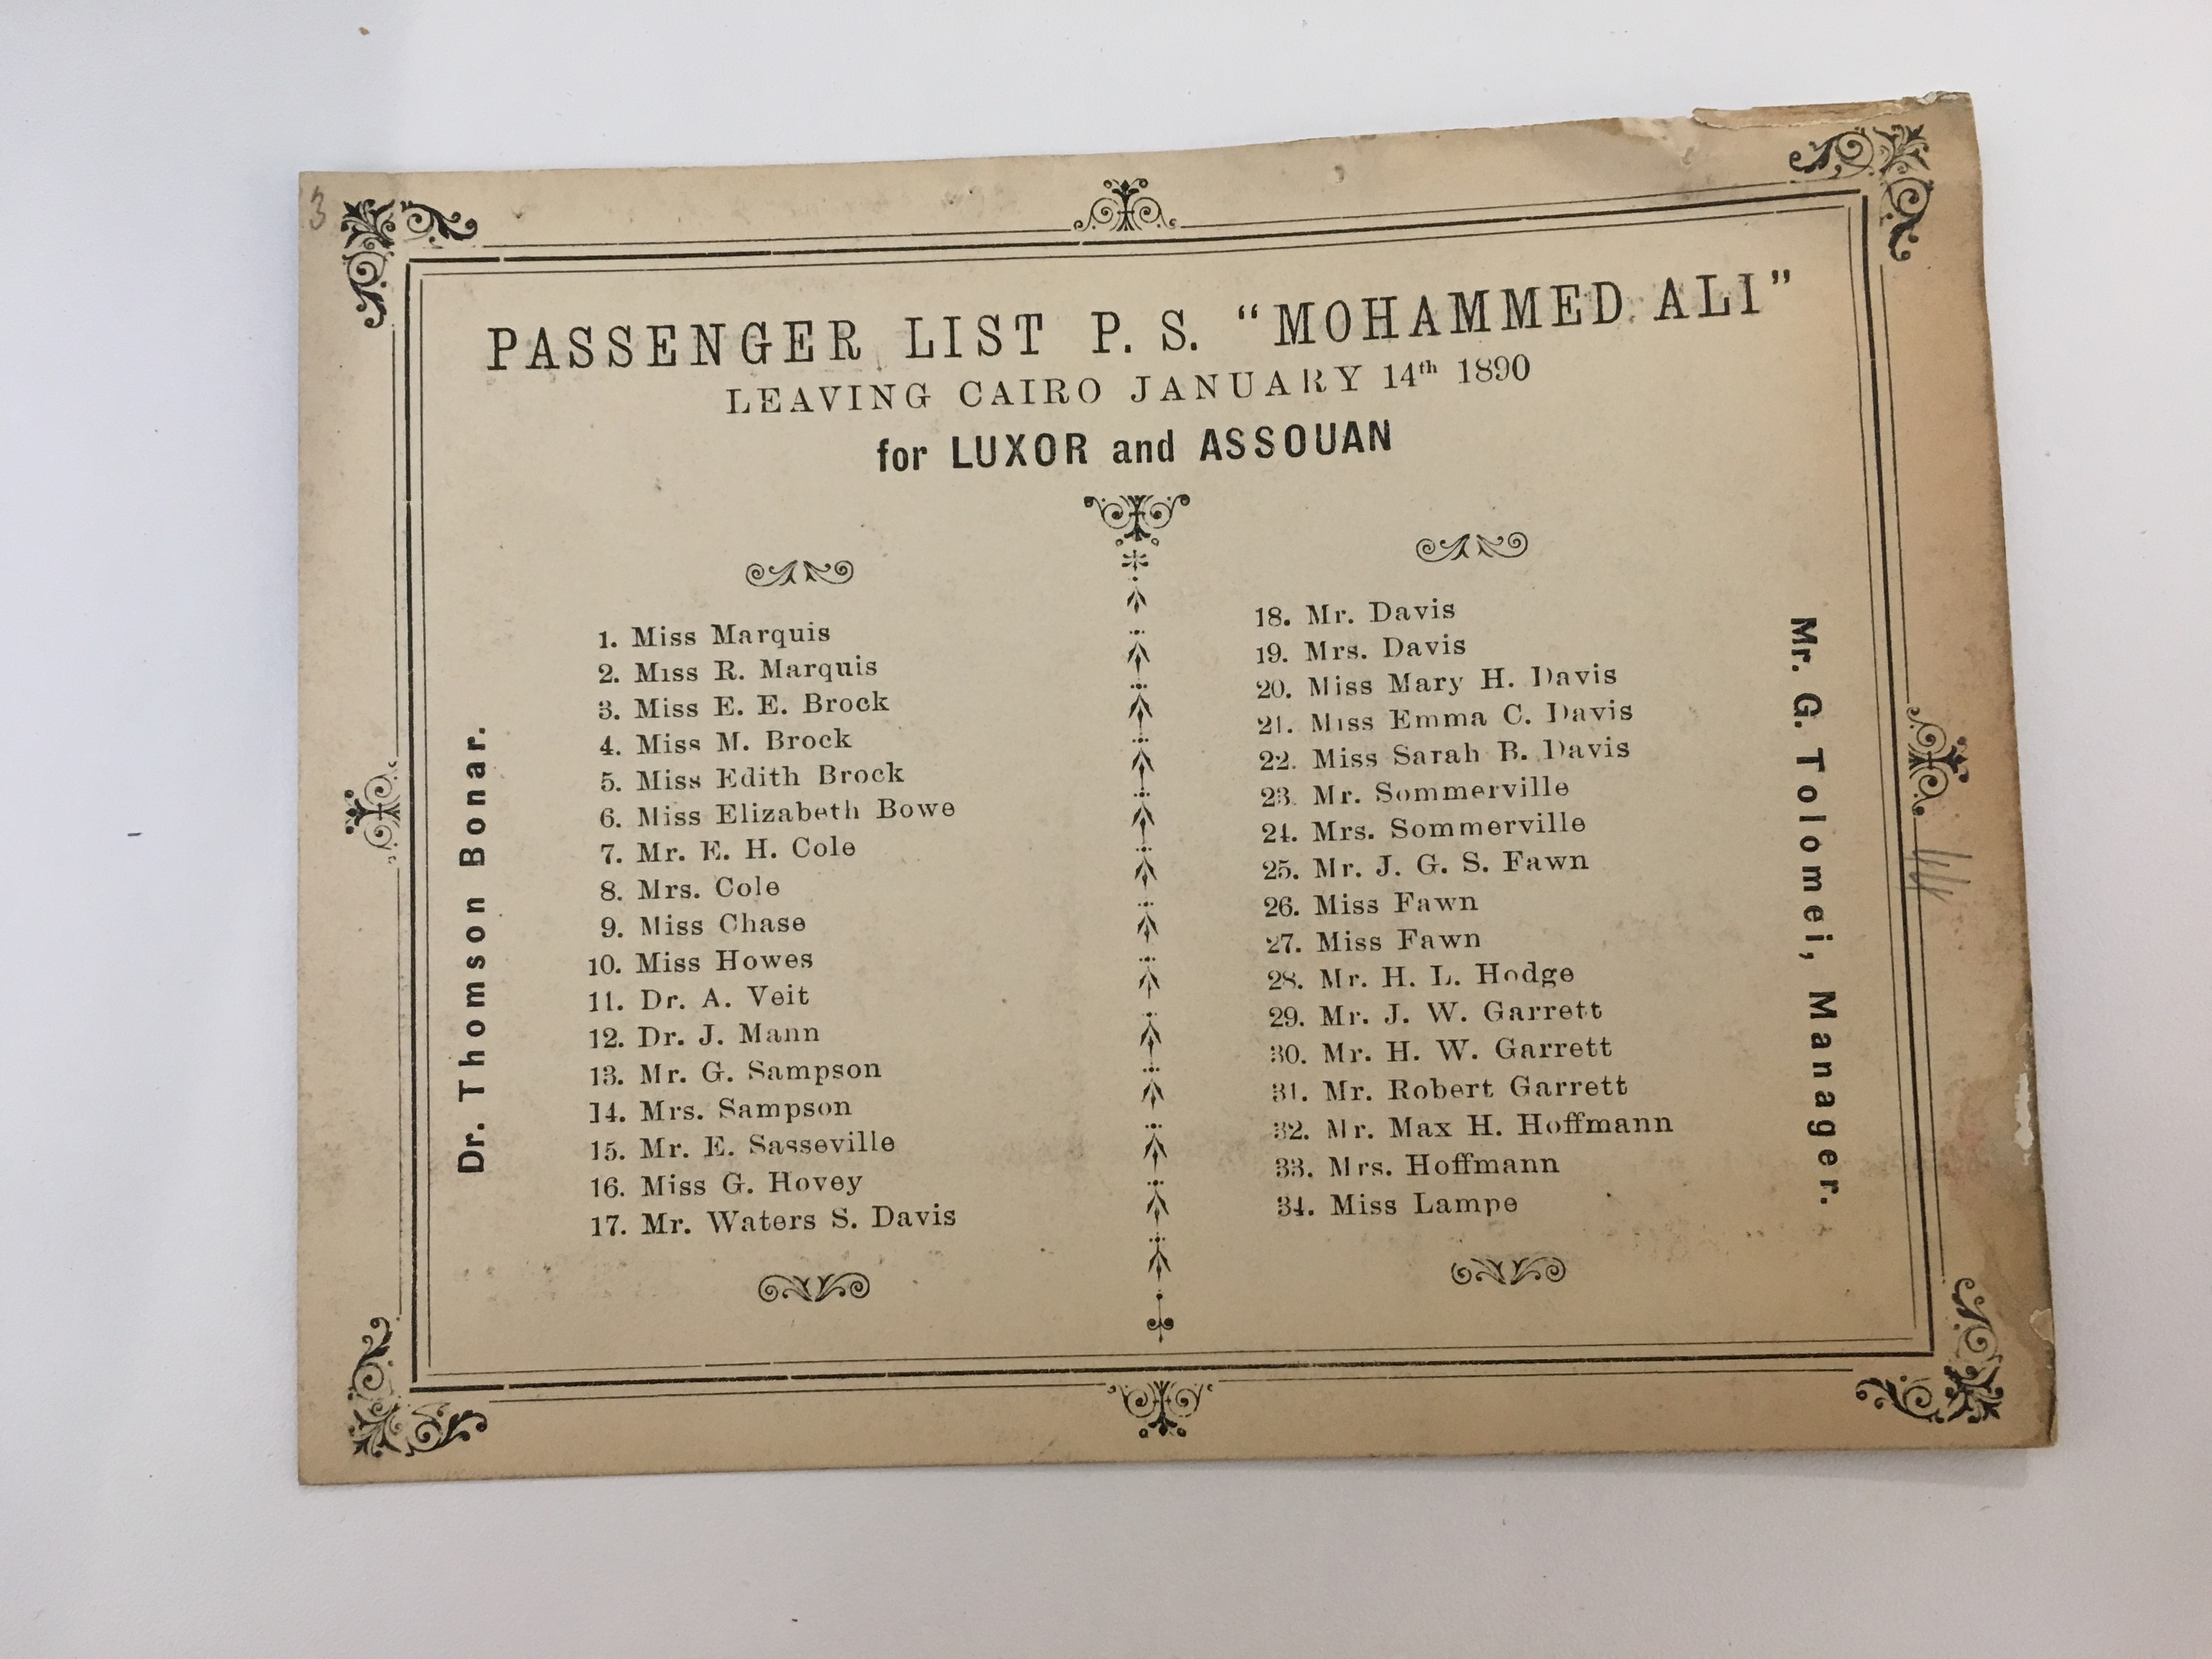 3
PASSENGER LIST P. S. “MOHAMMED ALI”
LEAVING CAIRO JANUARY 14th 1890
for LUXOR and ASSOUAN
Dr. Thomson Bonar.
1. Miss Marquis
2. Miss R. Marquis
3. Miss E. E. Brock
4. Miss M. Brock
5. Miss Edith Brock
6. Miss Elizabeth Bowe
7. Mr. E. H. Cole
8. Mrs. Cole
9. Miss Chase
10. Miss Howes
11. Dr. A. Veit
12. Dr. J. Mann
13. Mr. G. Sampson
14. Mrs. Sampson
15. Mr. E. Sasseville
16. Miss G. Hovey
17. Mr. Waters S. Davis
18. Mr. Davis
19. Mrs. Davis
20. Miss Mary H. Davis
21. Miss Emma C. Davis
22. Miss Sarah B. Davis
23. Mr. Sommerville
24. Mrs. Sommerville
25. Mr. J. G. S. Fawn
26. Miss Fawn
27. Miss Fawn
28. Mr. H. L. Hodge
29. Mr. J. W. Garrett
30. Mr. H. W. Garrett
31. Mr. Robert Garrett
32. Mr. Max H. Hoffmann
33. Mrs. Hoffmann
34. Miss Lampe
Mr. G. Tolomei, Manager.